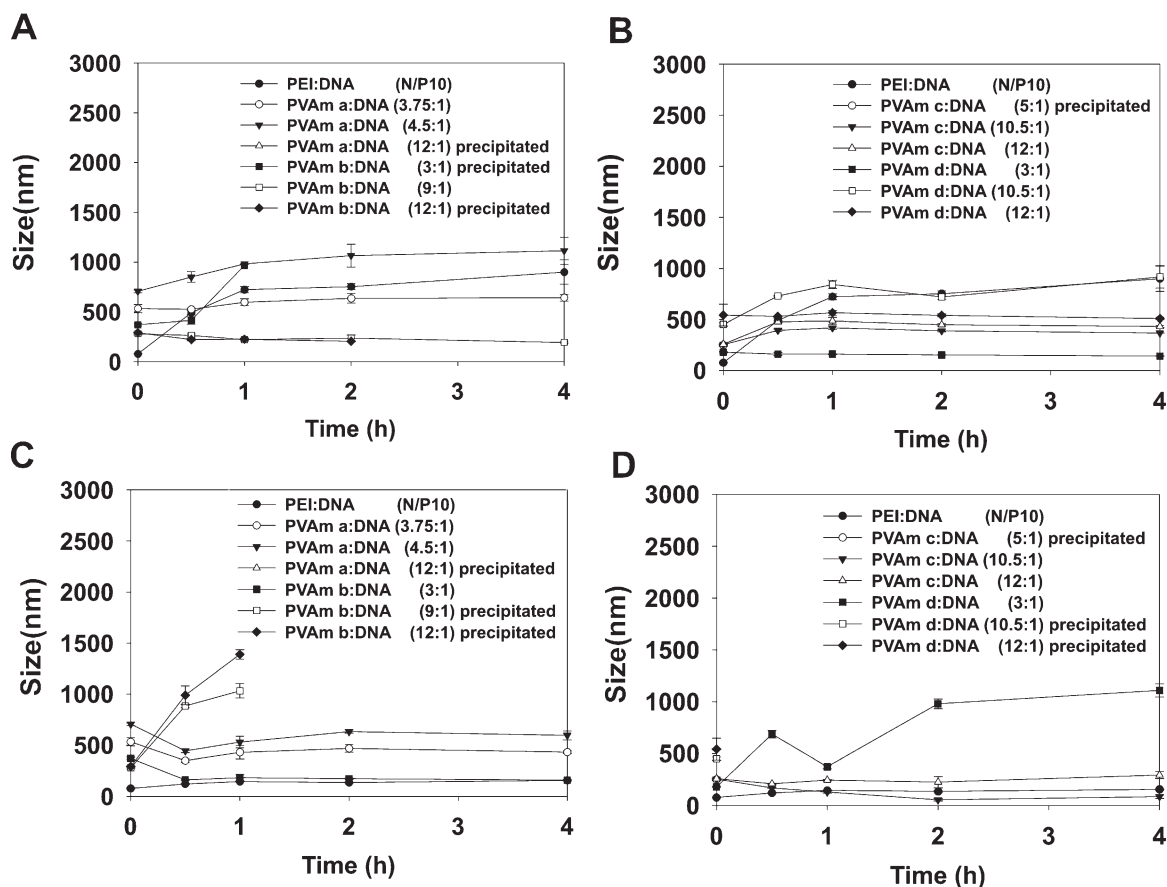 A
3000
2500
2000
1500
1000
500
0
Size(nm)
PEI:DNA (N/P10)
PVAm a:DNA (3.75:1)
PVAm a:DNA (4.5:1)
PVAm a:DNA (12:1) precipitated
PVAm b:DNA (3:1) precipitated
PVAm b:DNA (9:1)
PVAm b:DNA (12:1) precipitated
0 1 2 3 4
Time (h)
B
3000
2500
2000
1500
1000
500
0
Size(nm)
PEI:DNA (N/P10)
PVAm c:DNA (5:1) precipitated
PVAm c:DNA (10.5:1)
PVAm c:DNA (12:1)
PVAm d:DNA (3:1)
PVAm d:DNA (10.5:1)
PVAm d:DNA (12:1)
0 1 2 3 4
Time (h)
C
3000
2500
2000
1500
1000
500
0
Size(nm)
PEI:DNA (N/P10)
PVAm a:DNA (3.75:1)
PVAm a:DNA (4.5:1)
PVAm a:DNA (12:1) precipitated
PVAm b:DNA (3:1)
PVAm b:DNA (9:1) precipitated
PVAm b:DNA (12:1) precipitated
0 1 2 3 4
Time (h)
D
3000
2500
2000
1500
1000
500
0
Size(nm)
PEI:DNA (N/P10)
PVAm c:DNA (5:1) precipitated
PVAm c:DNA (10.5:1)
PVAm c:DNA (12:1)
PVAm d:DNA (3:1)
PVAm d:DNA (10.5:1) precipitated
PVAm d:DNA (12:1) precipitated
0 1 2 3 4
Time (h)